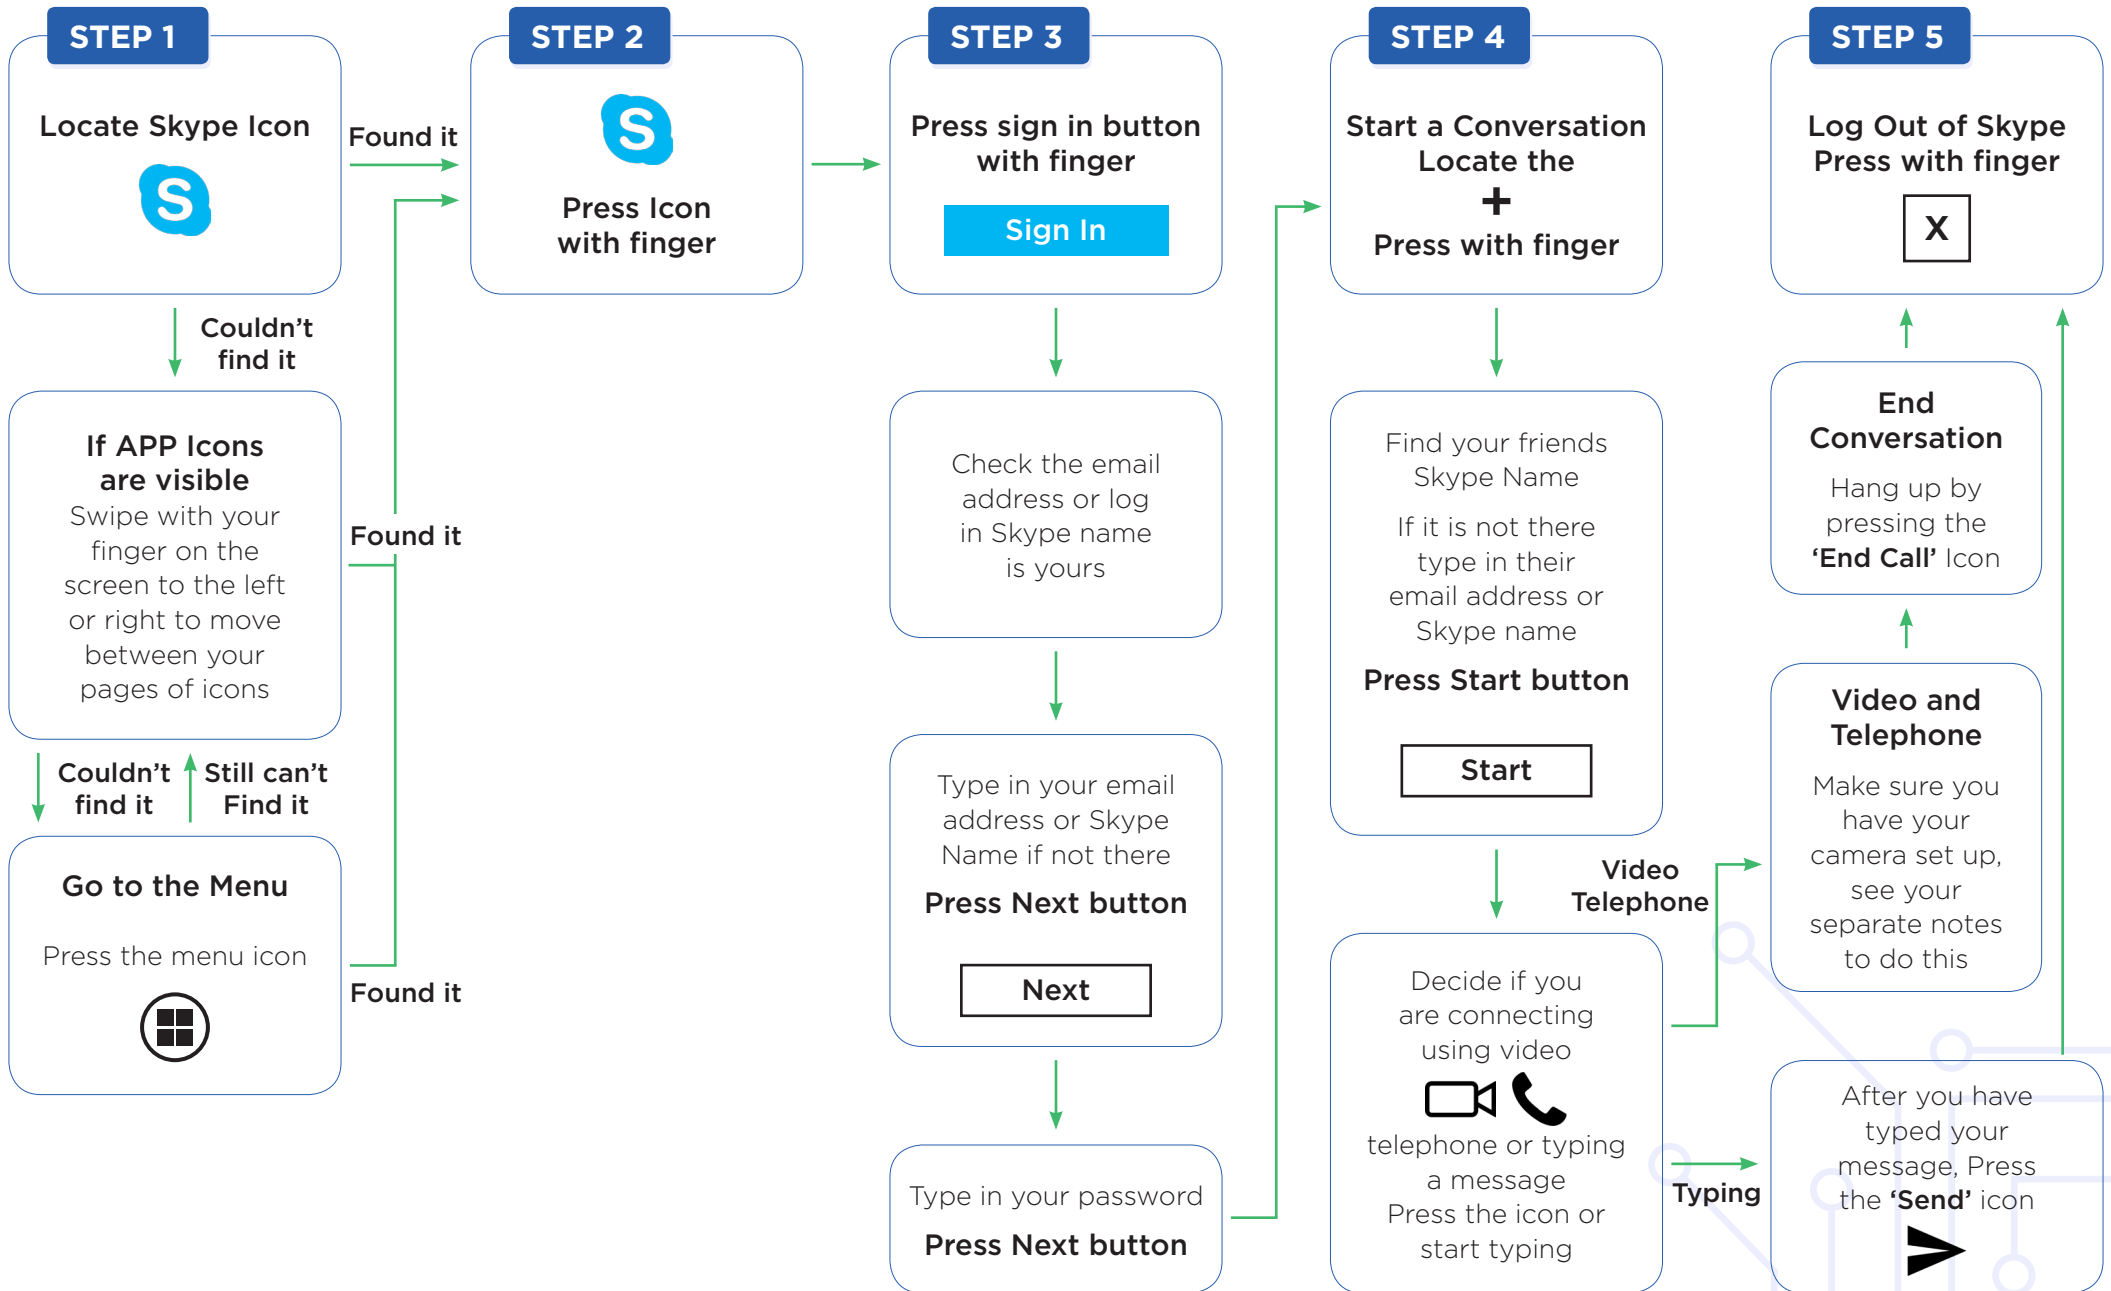 STEP 1
Locate Skype Icon
S
Found it
Couldn't
find it
If APP Icons
are visible
Swipe with your
finger on the
screen to the left
or right to move
between your
pages of icons
Found it
Couldn't
find it
Still can't
Find it
Go to the Menu
Press the menu icon
Found it
STEP 2
S
Press Icon
with finger
STEP 3
Press sign in button
with finger
Sign In
Check the email
address or log
in Skype name
is yours
Type in your email
address or Skype
Name if not there
Press Next button
Next
Type in your password
Press Next button
STEP 4
Start a Conversation
Locate the
+
Press with finger
Find your friends
Skype Name
If it is not there
type in their
email address or
Skype name
Press Start button
Start
Decide if you
are connecting
using video
telephone or typing
a message
Press the icon or
start typing
Video
Telephone
Typing
STEP 5
Log Out of Skype
Press with finger
X
End
Conversation
Hang up by
pressing the
‘End Call’ Icon
Video and
Telephone
Make sure you
have your
camera set up,
see your
separate notes
to do this
After you have
typed your
message, Press
the ‘Send’ icon